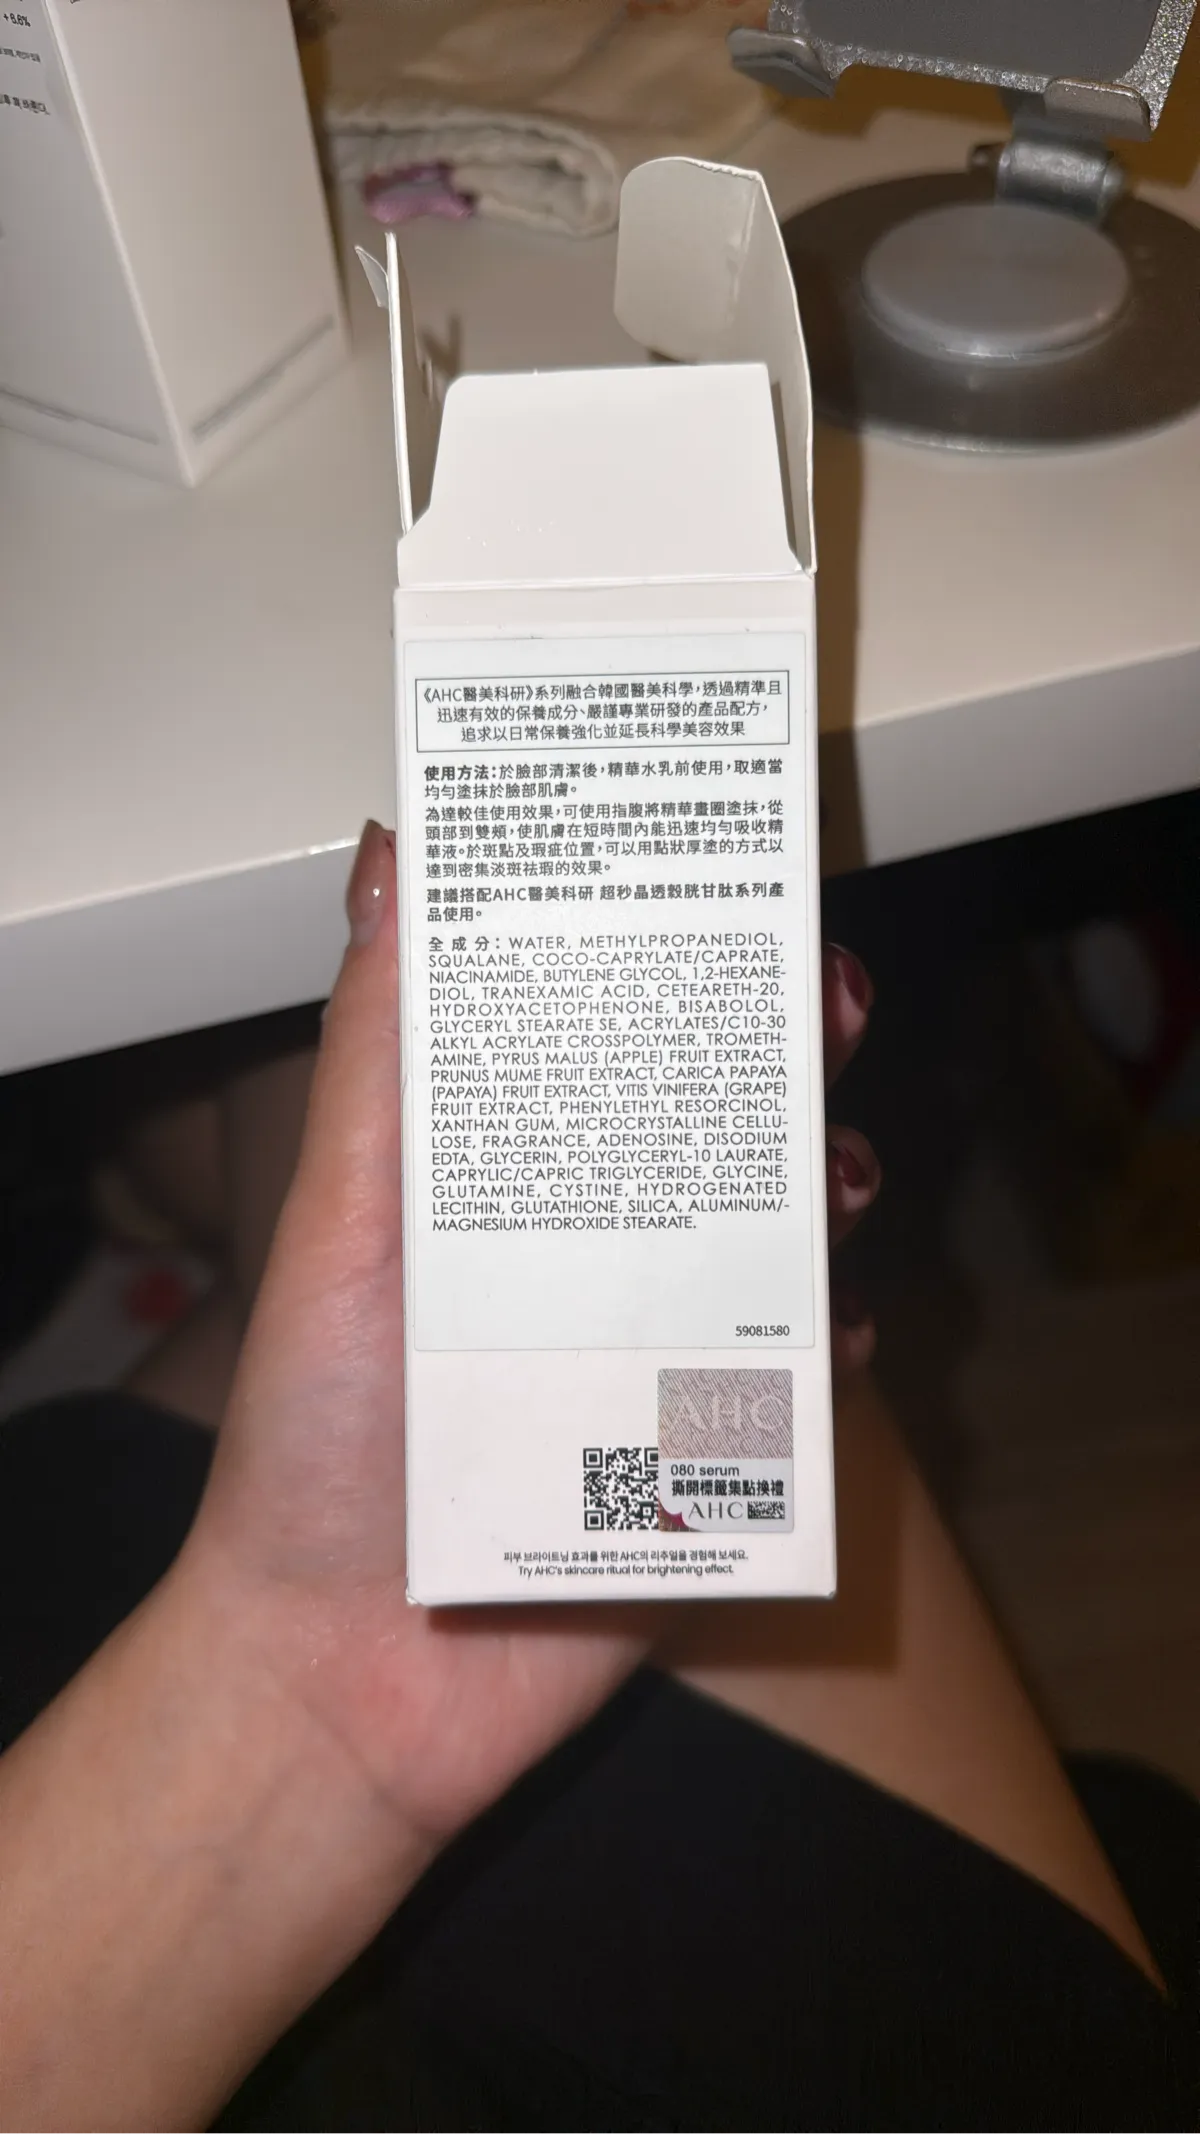 +6.6%
《AHC醫美科研》系列融合韓國醫美科學，透過精準且
迅速有效的保養成分、嚴謹專業研發的產品配方，
追求以日常保養強化並延長科學美容效果
使用方法：於臉部清潔後，精華水乳前使用，取適當
均勻塗抹於臉部肌膚。
為達較佳使用效果，可使用指腹將精華畫圈塗抹，從
頭部到雙頰，使肌膚在短時間內能迅速均勻吸收精
華液。於斑點及瑕疵位置，可以用點狀厚塗的方式以
達到密集淡斑祛瑕的效果。
建議搭配AHC醫美科研 超秒晶透穀胱甘肽系列產
品使用。
全成分：WATER, METHYLPROPANEDIOL,
SQUALANE, COCO-CAPRYLATE/CAPRATE,
NIACINAMIDE, BUTYLENE GLYCOL, 1,2-HEXANE-
DIOL, TRANEXAMIC ACID, CETEARETH-20,
HYDROXYACETOPHENONE, BISABOLOL,
GLYCERYL STEARATE SE, ACRYLATES/C10-30
ALKYL ACRYLATE CROSSPOLYMER, TROMETH-
AMINE, PYRUS MALUS (APPLE) FRUIT EXTRACT,
PRUNUS MUME FRUIT EXTRACT, CARICA PAPAYA
(PAPAYA) FRUIT EXTRACT, VITIS VINIFERA (GRAPE)
FRUIT EXTRACT, PHENYLETHYL RESORCINOL,
XANTHAN GUM, MICROCRYSTALLINE CELLU-
LOSE, FRAGRANCE, ADENOSINE, DISODIUM
EDTA, GLYCERIN, POLYGLYCERYL-10 LAURATE,
CAPRYLIC/CAPRIC TRIGLYCERIDE, GLYCINE,
GLUTAMINE, CYSTINE, HYDROGENATED
LECITHIN, GLUTATHIONE, SILICA, ALUMINUM/-
MAGNESIUM HYDROXIDE STEARATE.
59081580
AHC
080 serum
撕開標籤集點換禮
AHC
피부 브라이트닝 효과를 위한 AHC의 리추얼을 경험해 보세요.
Try AHC's skincare ritual for brightening effect.